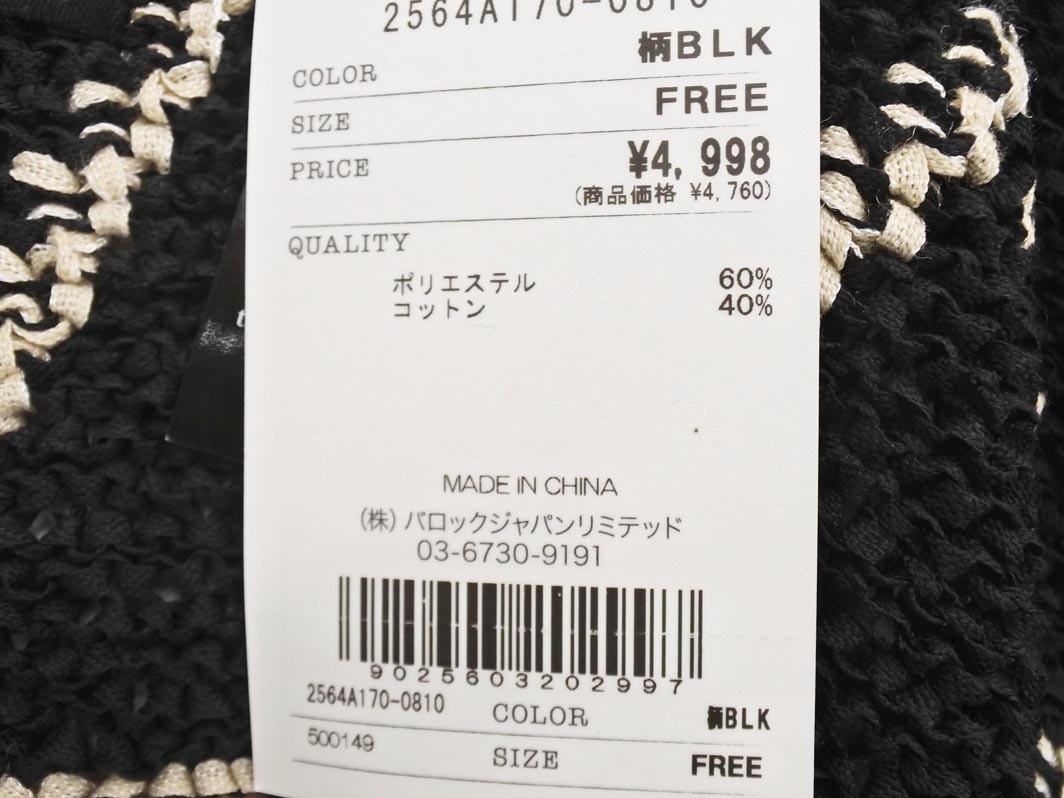 2564A170-0810
COLOR 柄BLK
SIZE FREE
PRICE ¥4,998
(商品価格 ¥4,760)
QUALITY
ポリエステル 60%
コットン 40%
MADE IN CHINA
(株)バロックジャパンリミテッド
03-6730-9191
9025603202997
2564A170-0810 COLOR 柄BLK
500149 SIZE FREE